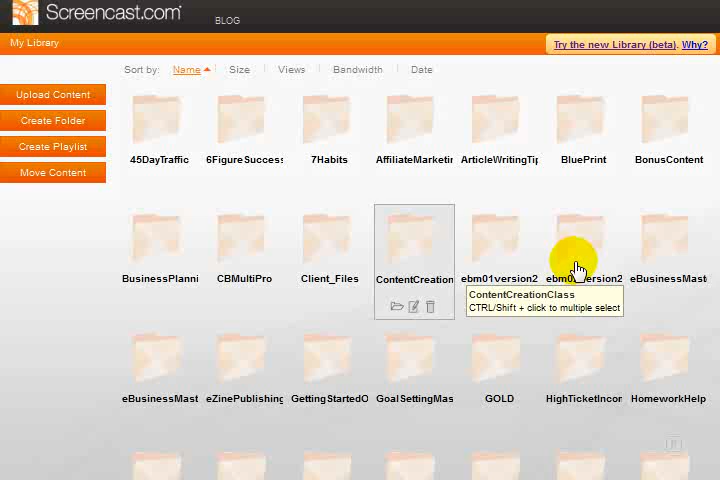 Screencast.com
BLOG
My Library
Try the new Library (beta). Why?
Sort by: Name Size Views Bandwidth Date
Upload Content
Create Folder
Create Playlist
Move Content
45DayTraffic 6FigureSuccess 7Habits AffiliateMarketin ArticleWritingTip BluePrint BonusContent
BusinessPlanni CBMultiPro Client_Files ContentCreation ebm01version2 version2 eBusinessMast
ContentCreationClass
CTRL/Shift + click to multiple select
eBusinessMast eZinePublishing GettingStartedO GoalSettingMas GOLD HighTicketIncon HomeworkHelp